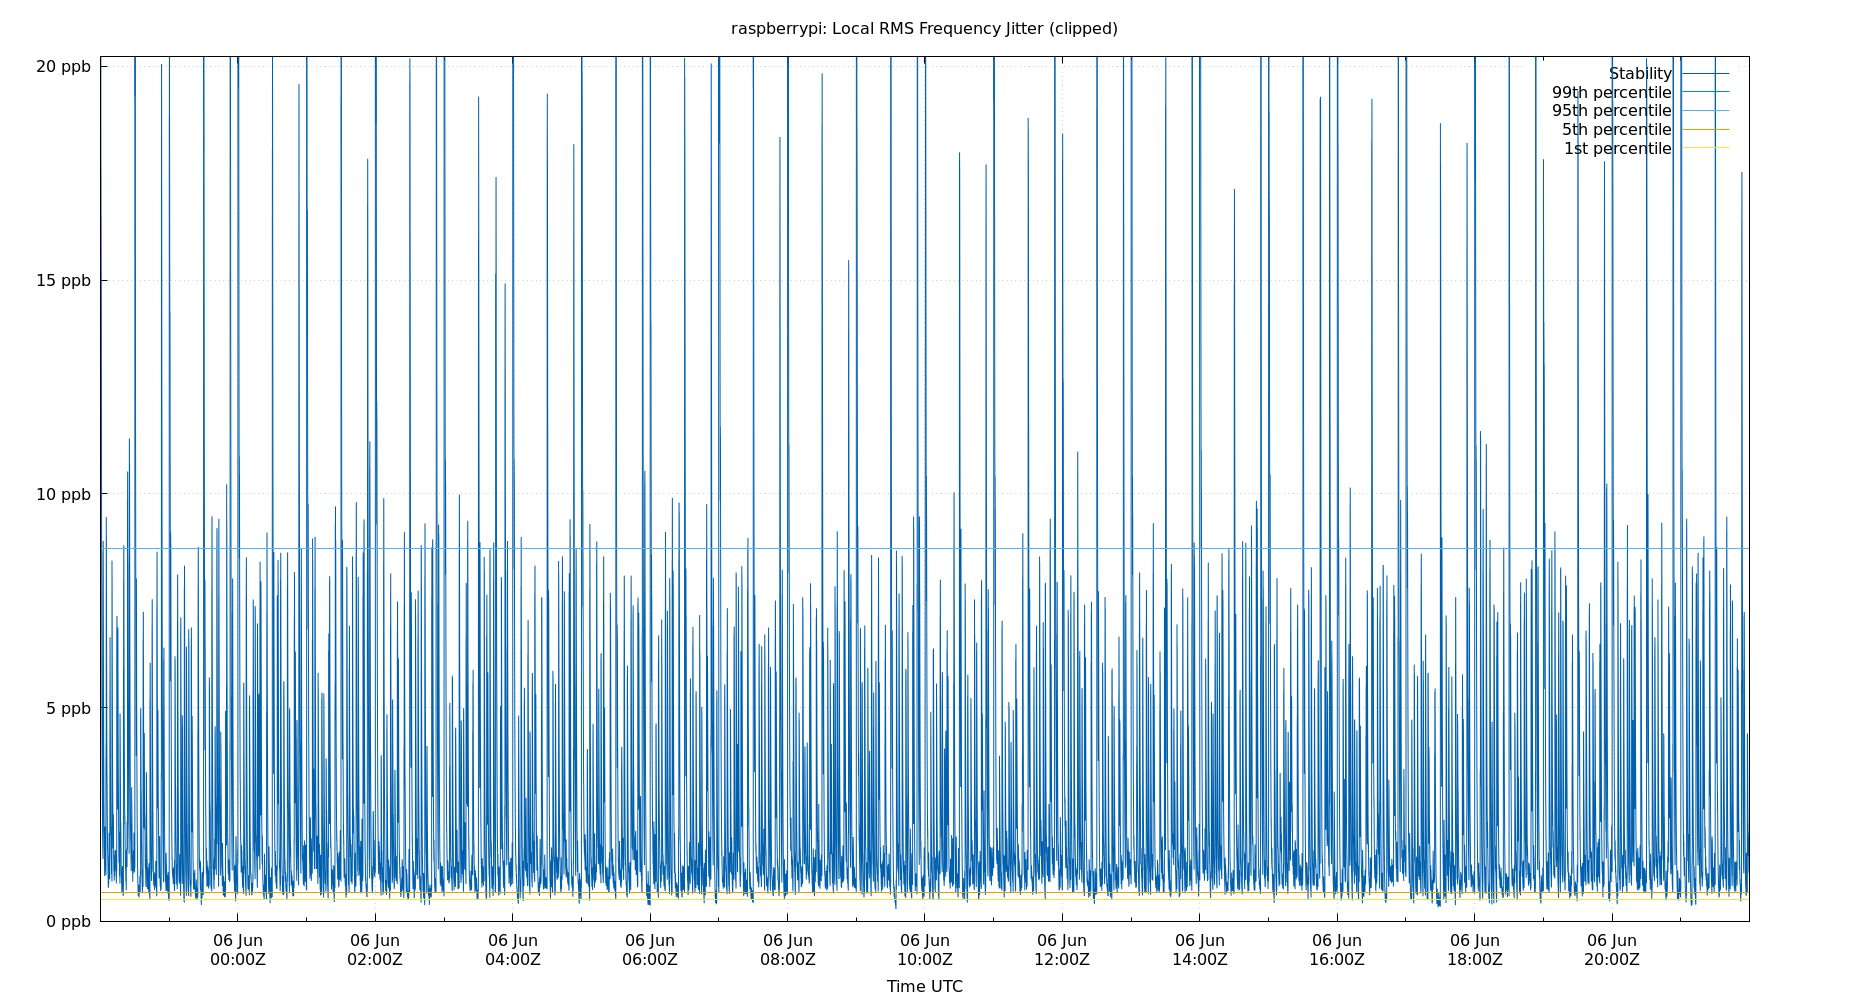 raspberrypi: Local RMS Frequency Jitter (clipped)
20 ppb
15 ppb
10 ppb
5 ppb
0 ppb
Stability
99th percentile
95th percentile
5th percentile
1st percentile
06 Jun 06 Jun 06 Jun 06 Jun 06 Jun 06 Jun 06 Jun 06 Jun 06 Jun 06 Jun 06 Jun
00:00Z 02:00Z 04:00Z 06:00Z 08:00Z 10:00Z 12:00Z 14:00Z 16:00Z 18:00Z 20:00Z
Time UTC